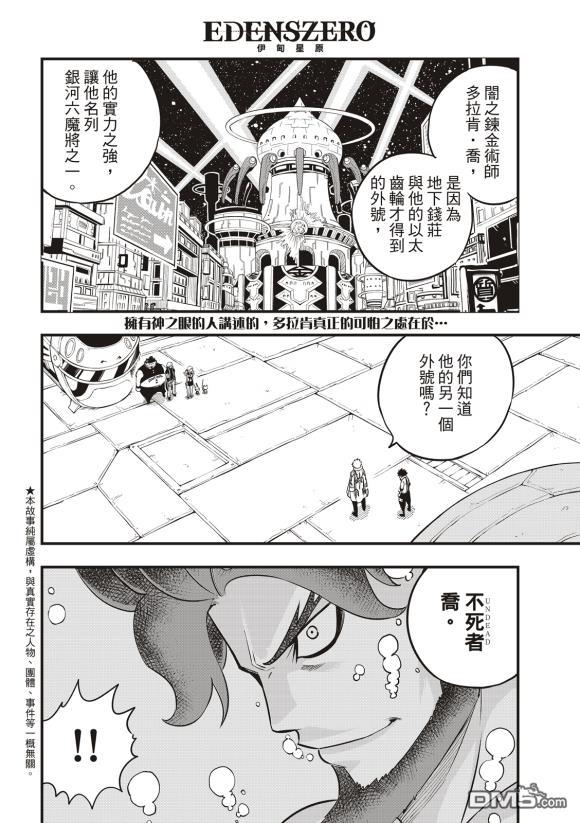 EDENSZERO
伊甸星原
闇之鍊金術師
多拉肯·喬，
是因為
地下錢莊
與他的以太
齒輪才得到
的外號，
他的實力之強，
讓他名列
銀河六魔將之一。
擁有神之眼的人講述的，多拉肯真正的可怕之處在於…
你們知道
他的另一個
外號嗎？
不死者
UNDEAD
喬。
!!
★本故事純屬虛構，與真實存在之人物、團體、事件等一概無關。
DM5.com